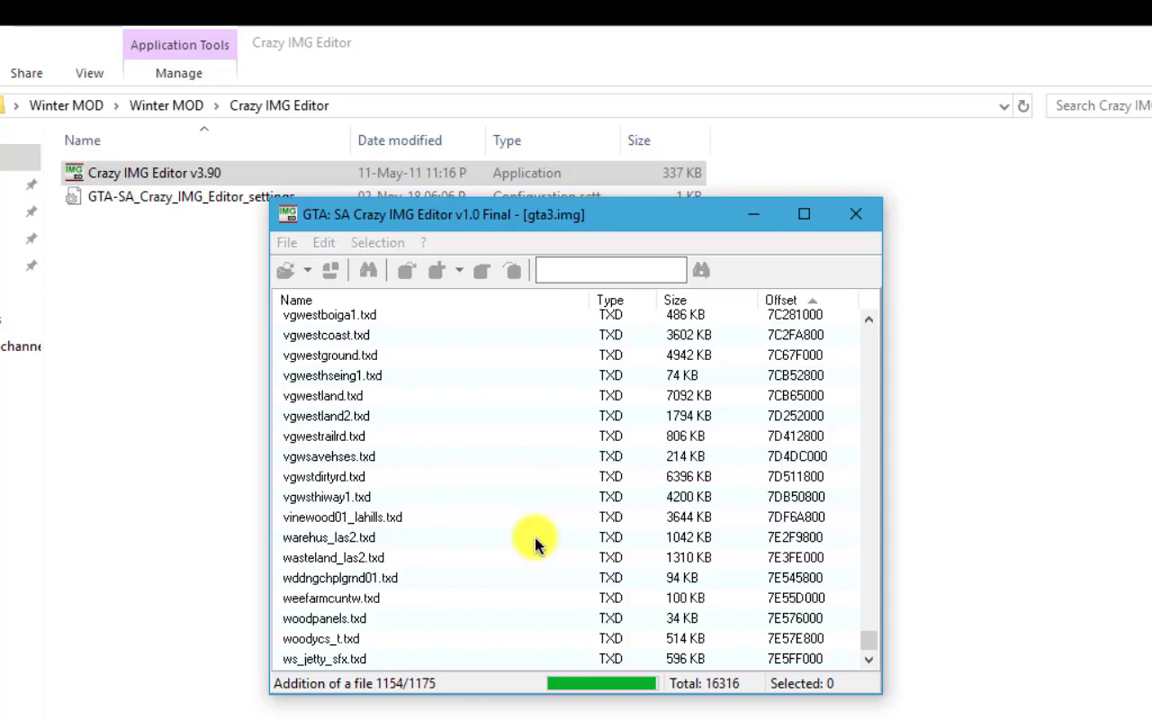 Application Tools Crazy IMG Editor
Share View Manage
Winter MOD Winter MOD Crazy IMG Editor Search Crazy IM
Name Date modified Type Size
Crazy IMG Editor v3.90 11-May-11 11:16 P Application 337 KB
GTA-SA_Crazy_IMG_Editor_settings
GTA: SA Crazy IMG Editor v1.0 Final - [gta3.img]
File Edit Selection ?
Name Type Size Offset
vgwestboiga1.txd TXD 486 KB 7C281000
vgwestcoast.txd TXD 3602 KB 7C2FA800
vgwestground.txd TXD 4942 KB 7C67F000
vgwesthseing1.txd TXD 74 KB 7CB52800
vgwestland.txd TXD 7092 KB 7CB65000
vgwestland2.txd TXD 1794 KB 7D252000
vgwestrailrd.txd TXD 806 KB 7D412800
vgwsavehses.txd TXD 214 KB 7D4DC000
vgwstdirtyrd.txd TXD 6396 KB 7D511800
vgwsthiway1.txd TXD 4200 KB 7DB50800
vinewood01_lahills.txd TXD 3644 KB 7DF6A800
warehus_las2.txd TXD 1042 KB 7E2F9800
wasteland_las2.txd TXD 1310 KB 7E3FE000
wddngchplgrnd01.txd TXD 94 KB 7E545800
weefarmcuntw.txd TXD 100 KB 7E55D000
woodpanels.txd TXD 34 KB 7E576000
woodycs_t.txd TXD 514 KB 7E57E800
ws_jetty_sfx.txd TXD 596 KB 7E5FF000
Addition of a file 1154/1175 Total: 16316 Selected: 0
channe